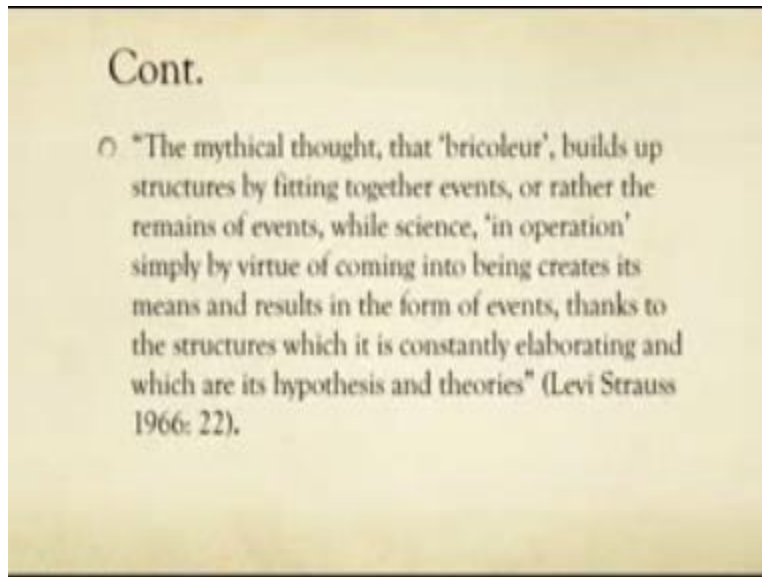 Cont.
"The mythical thought, that 'bricoleur', builds up
structures by fitting together events, or rather the
remains of events, while science, 'in operation'
simply by virtue of coming into being creates its
means and results in the form of events, thanks to
the structures which it is constantly elaborating and
which are its hypothesis and theories" (Levi Strauss
1966: 22).